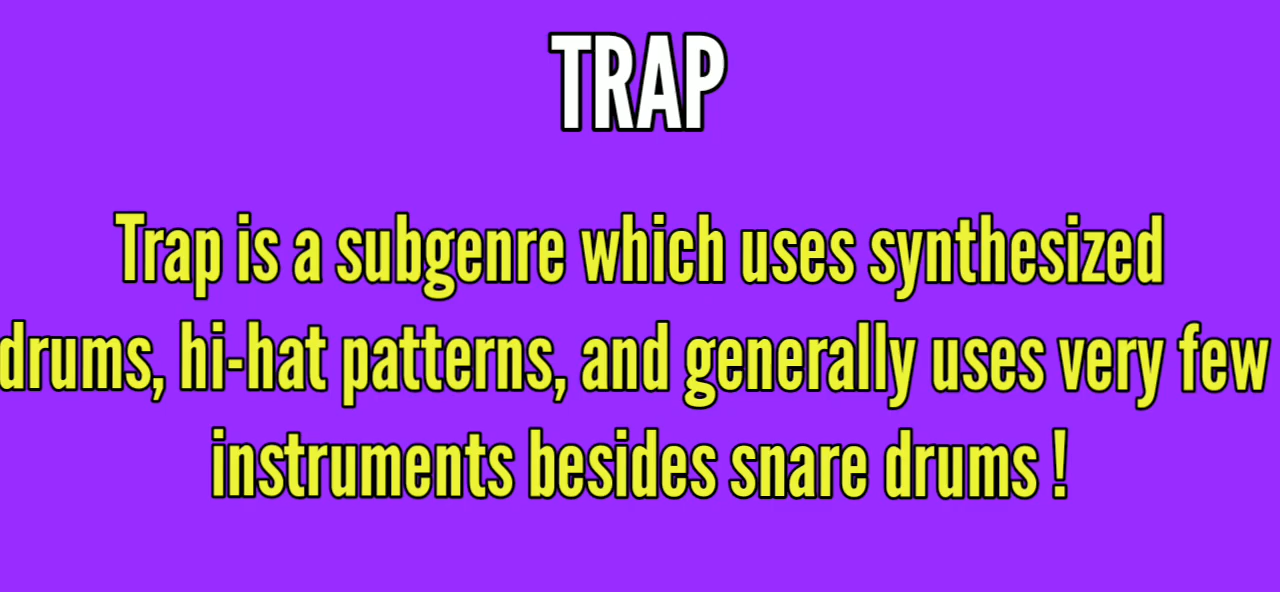 TRAP
Trap is a subgenre which uses synthesized
drums, hi-hat patterns, and generally uses very few
instruments besides snare drums !